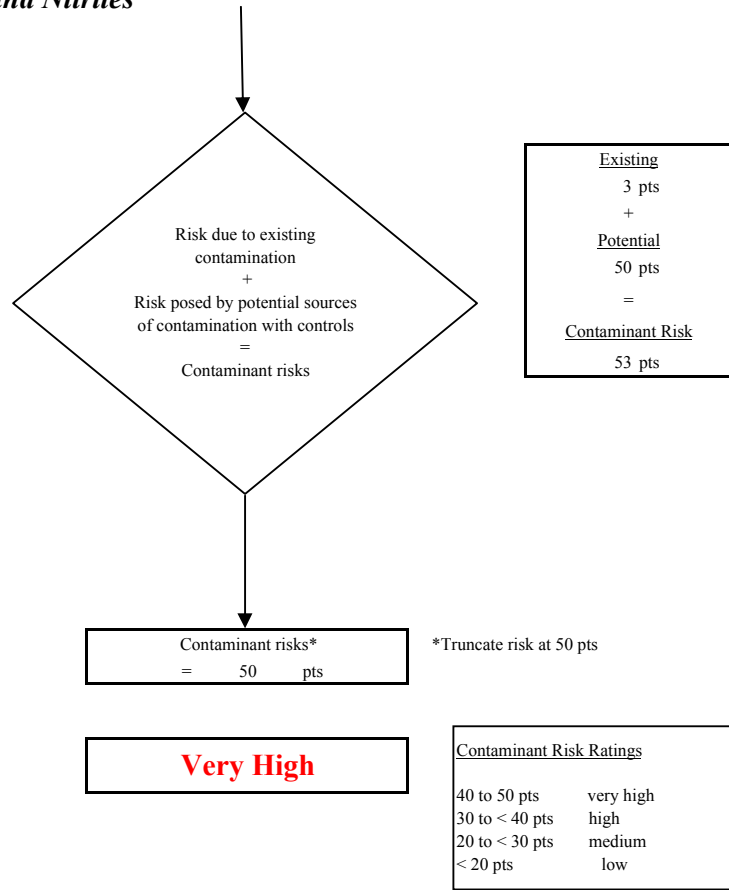 and Nitrites
Risk due to existing
contamination
+
Risk posed by potential sources
of contamination with controls
=
Contaminant risks
Existing
3 pts
+
Potential
50 pts
=
Contaminant Risk
53 pts
Contaminant risks*
= 50 pts
*Truncate risk at 50 pts
Very High
Contaminant Risk Ratings
40 to 50 pts very high
30 to < 40 pts high
20 to < 30 pts medium
< 20 pts low